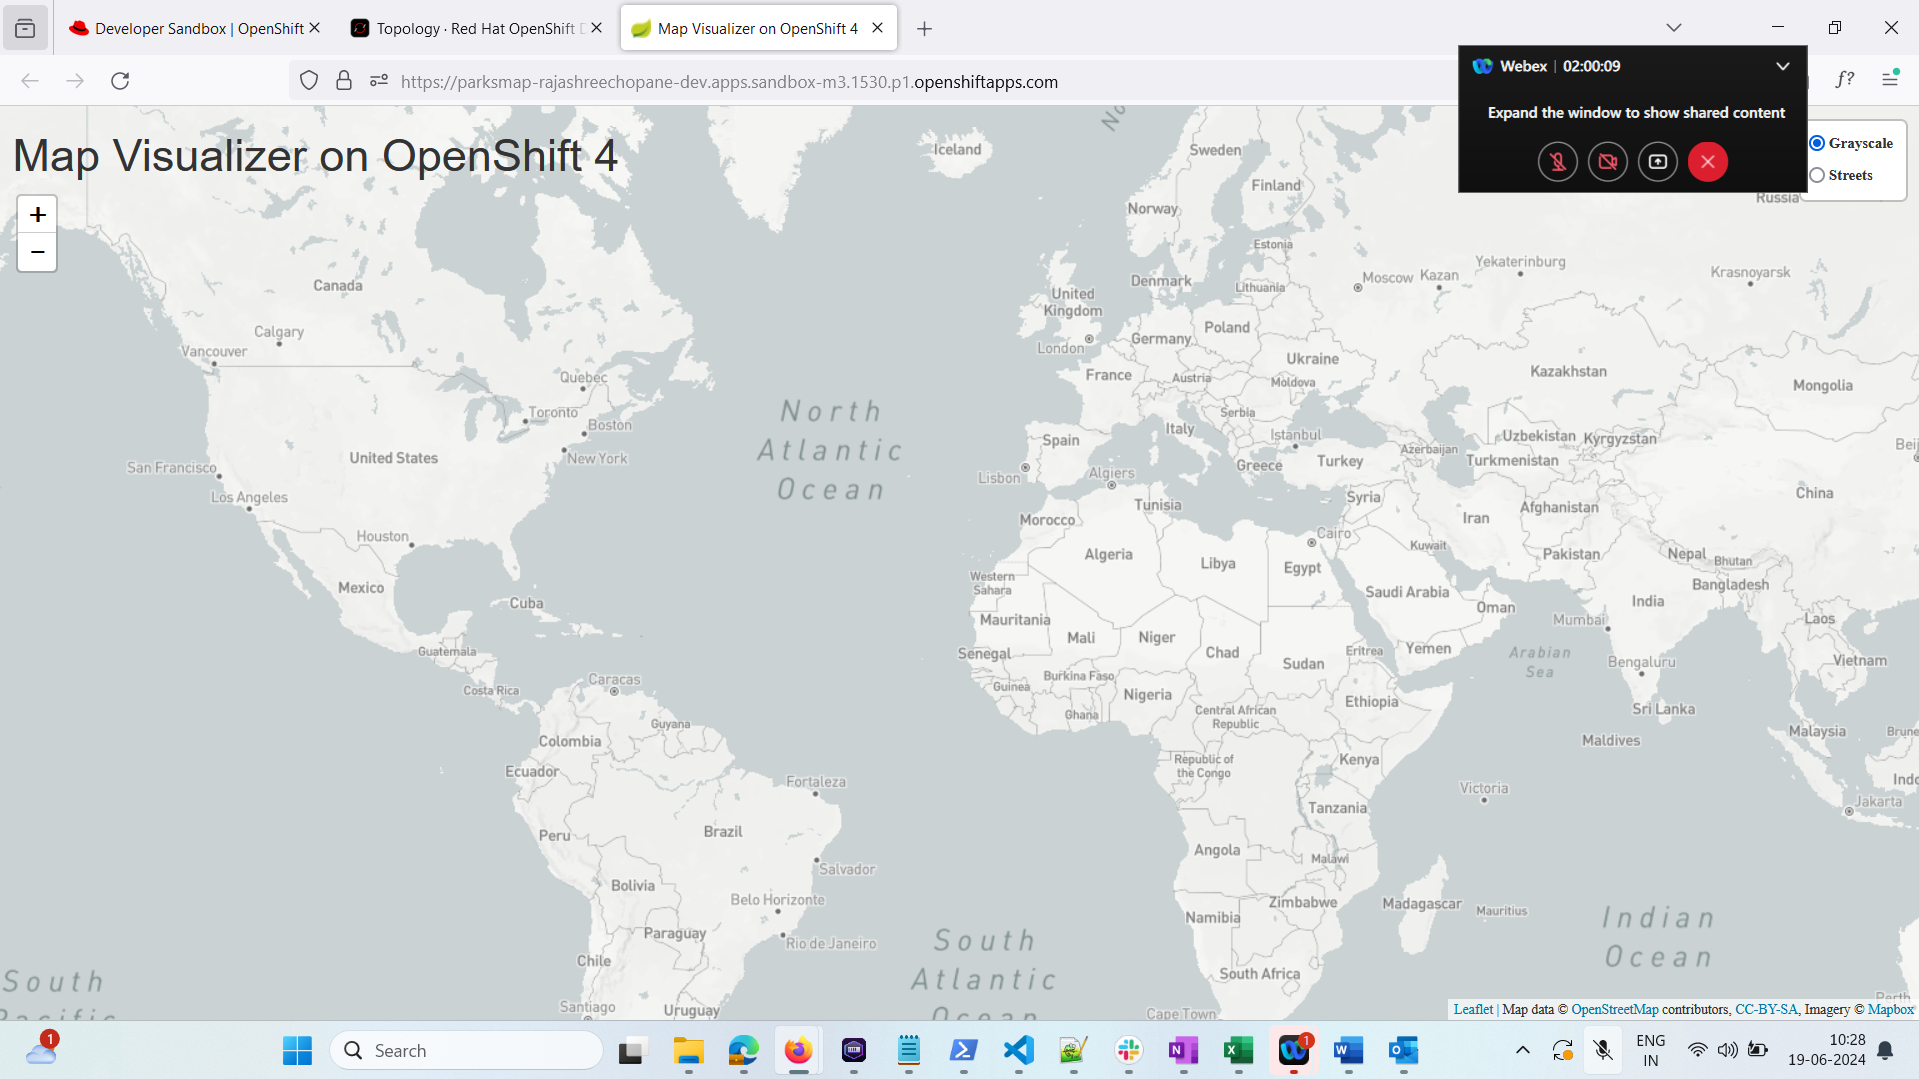 Developer Sandbox | OpenShift
Topology · Red Hat OpenShift D
Map Visualizer on OpenShift 4
https://parksmap-rajashreechopane-dev.apps.sandbox-m3.1530.p1.openshiftapps.com
f?
Webex | 02:00:09
Expand the window to show shared content
Grayscale
Streets
Map Visualizer on OpenShift 4
+
−
No
Iceland
Sweden
Finland
Norway
Russia
Estonia
Denmark
Lithuania
Moscow
Kazan
Yekaterinburg
Krasnoyarsk
Canada
United
Kingdom
Calgary
Vancouver
London
Germany
Poland
Ukraine
Kazakhstan
Mongolia
France
Austria
Moldova
Quebec
Toronto
Boston
Serbia
North
Atlantic
Ocean
Italy
Istanbul
Spain
Uzbekistan
Kyrgyzstan
Beij
New York
United States
San Francisco
Los Angeles
Lisbon
Algiers
Greece
Turkey
Azerbaijan
Turkmenistan
China
Tunisia
Syria
Afghanistan
Morocco
Iran
Houston
Cairo
Kuwait
Algeria
Libya
Egypt
Pakistan
Nepal
Bhutan
Bangladesh
Mexico
Cuba
Western
Sahara
Saudi Arabia
Oman
India
Mauritania
Mumbai
Laos
Mali
Niger
Chad
Sudan
Eritrea
Yemen
Arabian
Sea
Guatemala
Senegal
Bengaluru
Vietnam
Costa Rica
Caracas
Burkina Faso
Guinea
Nigeria
Ethiopia
Ghana
Central African
Republic
Sri Lanka
Guyana
Colombia
Maldives
Malaysia
Brune
Ecuador
Republic of
the Congo
Kenya
Indo
Fortaleza
Victoria
Jakarta
Tanzania
Peru
Brazil
Angola
Malawi
Salvador
Bolivia
Belo Horizonte
Zimbabwe
Madagascar
Mauritius
Namibia
Indian
Ocean
Paraguay
Rio de Janeiro
South
Atlantic
Ocean
Chile
South Africa
South
Pacific
Perth
Santiago
Uruguay
Cape Town
Leaflet | Map data © OpenStreetMap contributors, CC-BY-SA, Imagery © Mapbox
1
Search
1
ENG
IN
10:28
19-06-2024